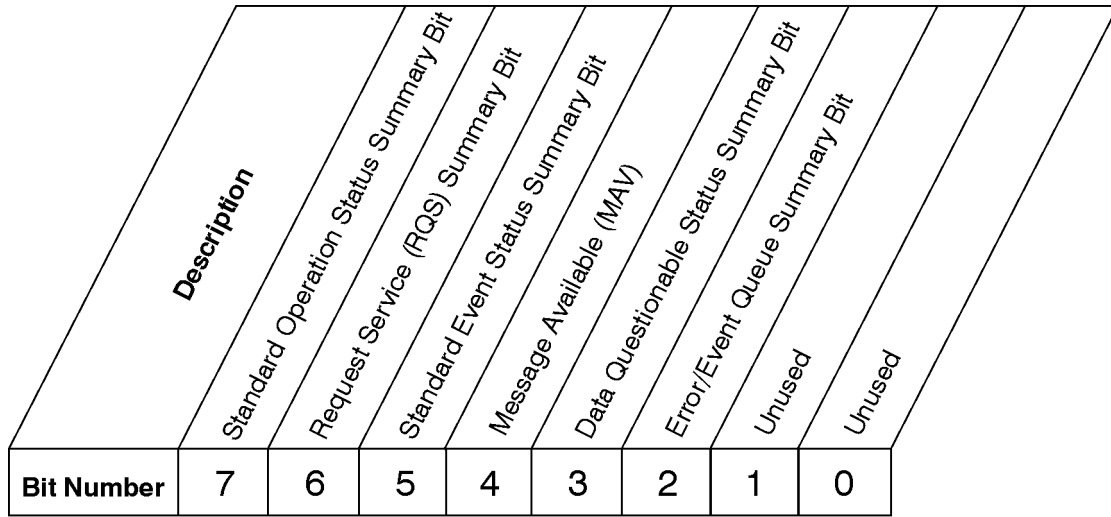 Description
Standard Operation Status Summary Bit
Request Service (RQS) Summary Bit
Standard Event Status Summary Bit
Message Available (MAV)
Data Questionable Status Summary Bit
Error/Event Queue Summary Bit
Unused
Unused
Bit Number 7 6 5 4 3 2 1 0